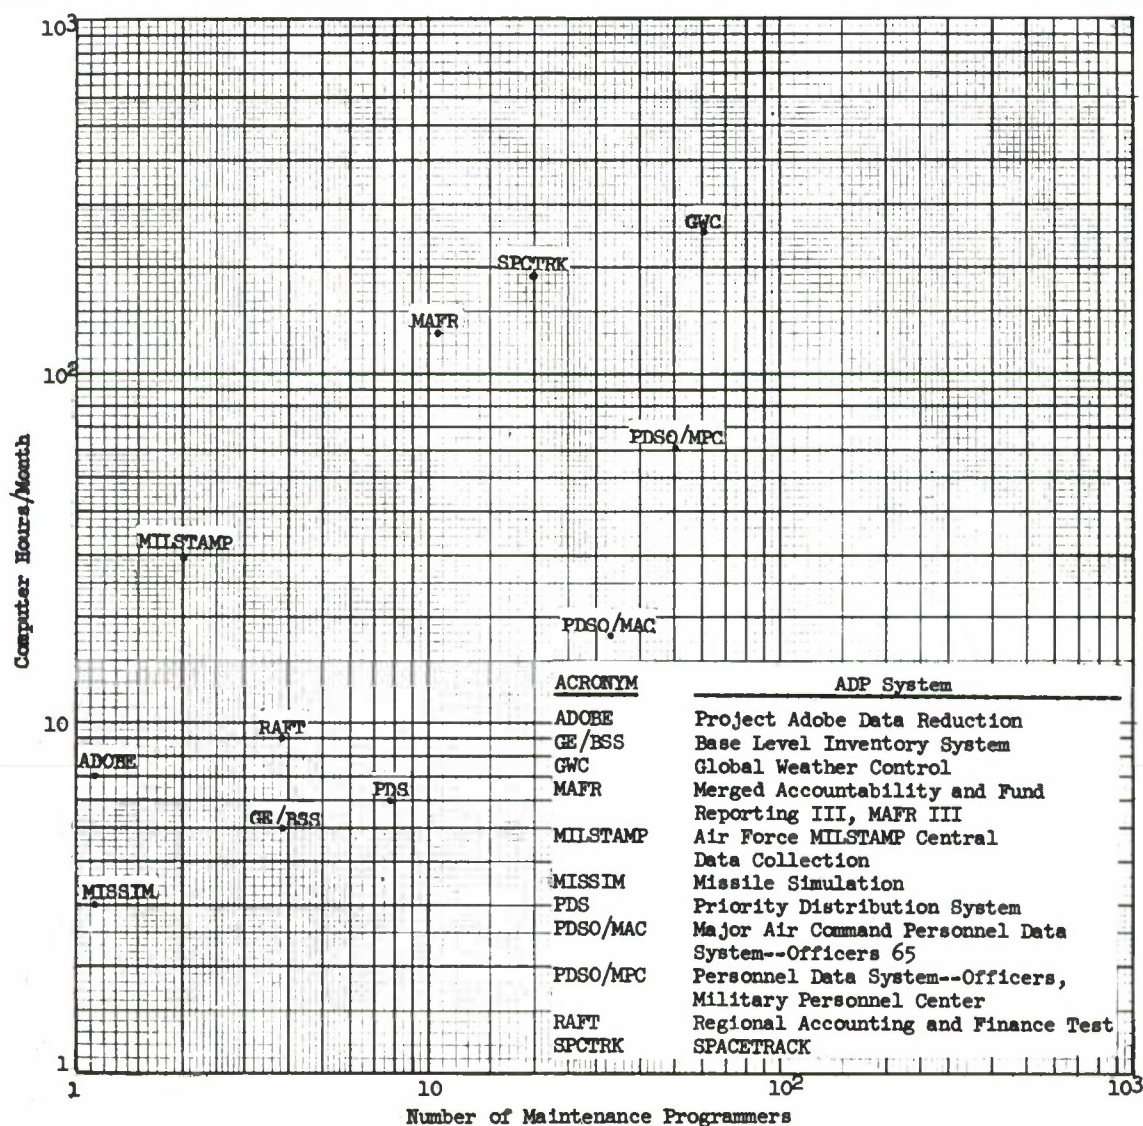 10³
GWC
SPCTRK
MAFR
10²
PDSO/MPC
MILSTAMP
PDSO/MAC
10
RAFT
ADOBE
PDS
GE/BSS
MISSIM
1
Computer Hours/Month
ACRONYM ADP System
ADOBE Project Adobe Data Reduction
GE/BSS Base Level Inventory System
GWC Global Weather Control
MAFR Merged Accountability and Fund
Reporting III, MAFR III
MILSTAMP Air Force MILSTAMP Central
Data Collection
MISSIM Missile Simulation
PDS Priority Distribution System
PDSO/MAC Major Air Command Personnel Data
System--Officers 65
PDSO/MPC Personnel Data System--Officers,
Military Personnel Center
RAFT Regional Accounting and Finance Test
SPCTRK SPACETRACK
1 10 10² 10³
Number of Maintenance Programmers